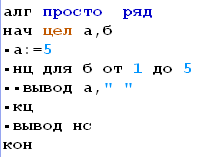 алг просто ряд
нач цел а,б
·а:=5
·нц для б от 1 до 5
··вывод а," "
·кц
·вывод нс
кон